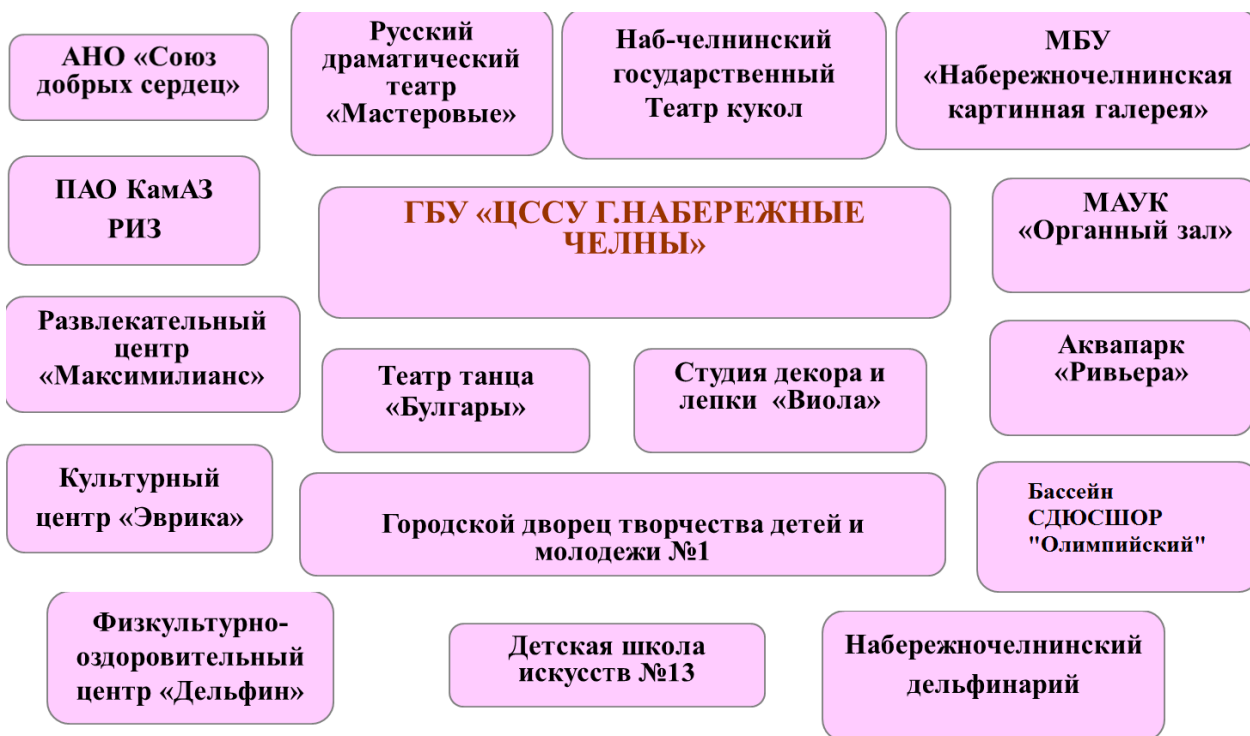 АНО «Союз
добрых сердец»
Русский
драматический
театр
«Мастеровые»
Наб-челнинский
государственный
Театр кукол
МБУ
«Набережночелнинская
картинная галерея»
ПАО КамАЗ
РИЗ
ГБУ «ЦССУ Г.НАБЕРЕЖНЫЕ
ЧЕЛНЫ»
МАУК
«Органный зал»
Развлекательный
центр
«Максимилианс»
Театр танца
«Булгары»
Студия декора и
лепки «Виола»
Аквапарк
«Ривьера»
Культурный
центр «Эврика»
Городской дворец творчества детей и
молодежи №1
Бассейн
СДЮСШОР
"Олимпийский"
Физкультурно-
оздоровительный
центр «Дельфин»
Детская школа
искусств №13
Набережночелнинский
дельфинарий